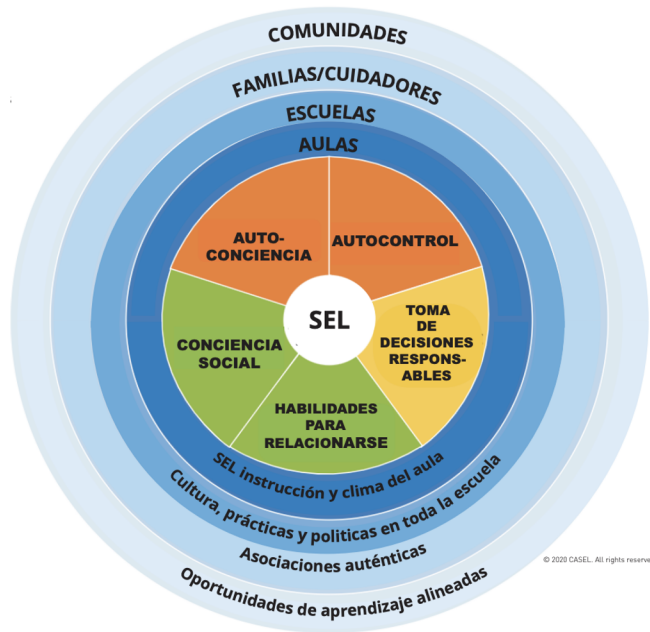 COMUNIDADES
FAMILIAS/CUIDADORES
ESCUELAS
AULAS
AUTO-
CONCIENCIA
AUTOCONTROL
SEL
CONCIENCIA
SOCIAL
TOMA
DE
DECISIONES
RESPONS-
ABLES
HABILIDADES
PARA
RELACIONARSE
SEL instrucción y clima del aula
Cultura, prácticas y politicas en toda la escuela
Asociaciones auténticas
Oportunidades de aprendizaje alineadas
© 2020 CASEL. All rights reserve